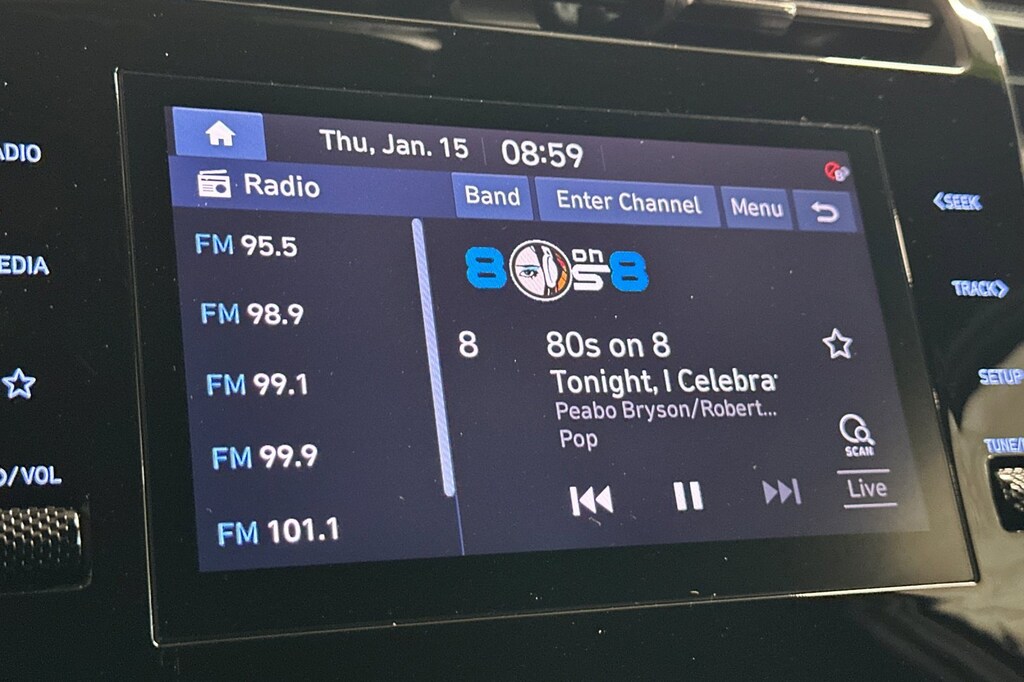 Thu, Jan. 15 08:59
Radio Band Enter Channel Menu
FM 95.5
FM 98.9
FM 99.1
FM 99.9
FM 101.1
80s on 8
8 80s on 8
Tonight, I Celebra
Peabo Bryson/Robert...
Pop
SCAN
Live
ADIO
EDIA
D/VOL
SEEK
TRACK
SETUP
TUNE/